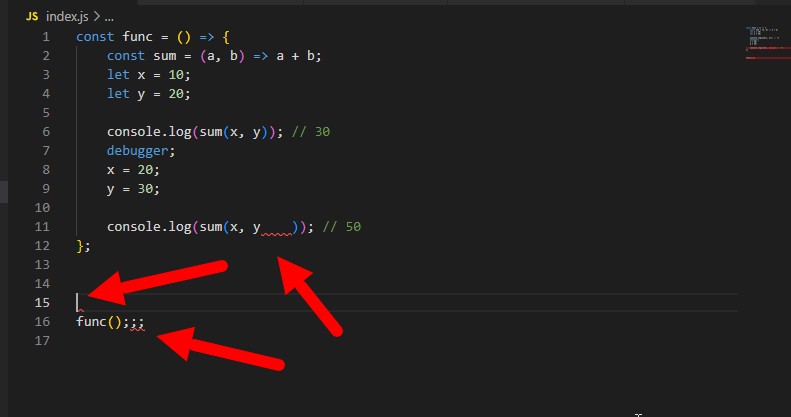 JS index.js > ...
1 const func = () => {
2 const sum = (a, b) => a + b;
3 let x = 10;
4 let y = 20;
5
6 console.log(sum(x, y)); // 30
7 debugger;
8 x = 20;
9 y = 30;
10
11 console.log(sum(x, y    )); // 50
12 };
13
14
15
16 func();;;
17